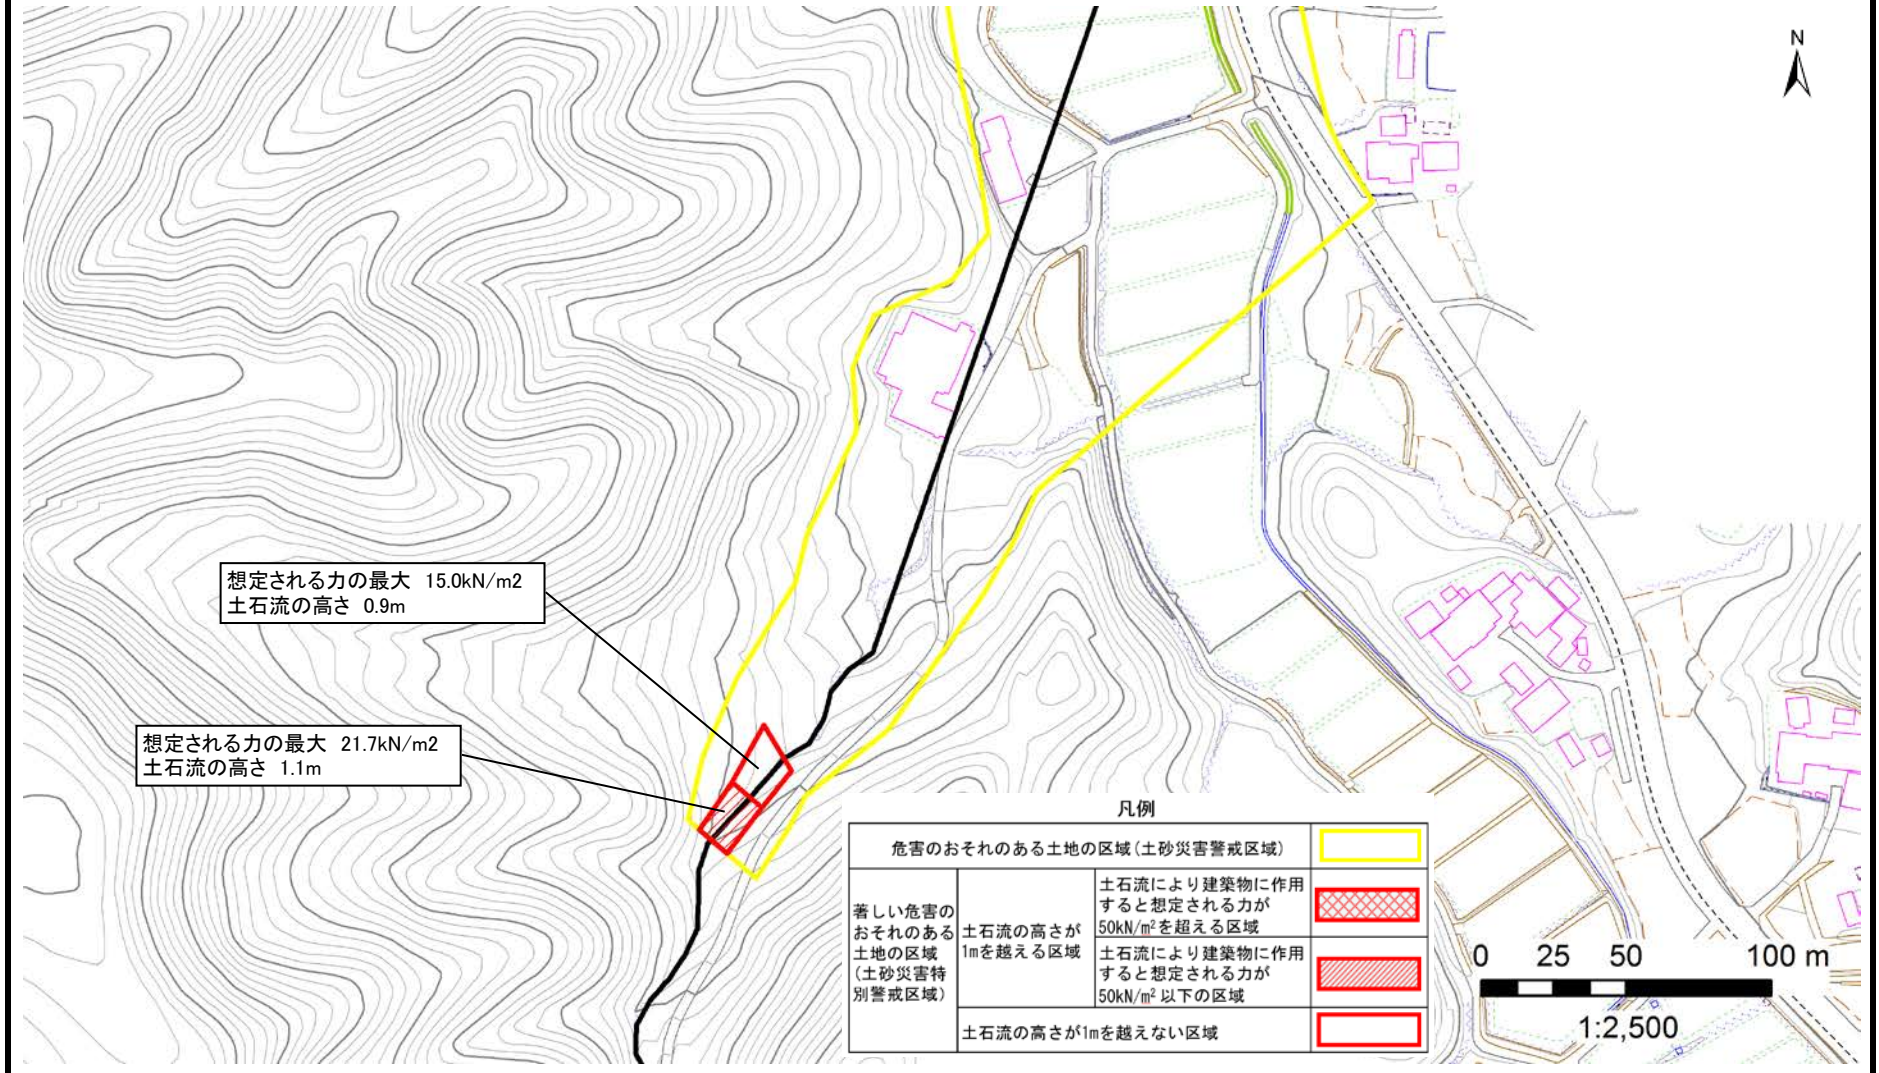 N
想定される力の最大 15.0kN/m2
土石流の高さ 0.9m
想定される力の最大 21.7kN/m2
土石流の高さ 1.1m
凡例
危害のおそれのある土地の区域(土砂災害警戒区域)
著しい危害の
おそれのある
土地の区域
(土砂災害特
別警戒区域)
土石流の高さが
1mを越える区域
土石流により建築物に作用
すると想定される力が
50kN/m²を超える区域
土石流により建築物に作用
すると想定される力が
50kN/m² 以下の区域
土石流の高さが1mを越えない区域
0 25 50 100 m
1:2,500